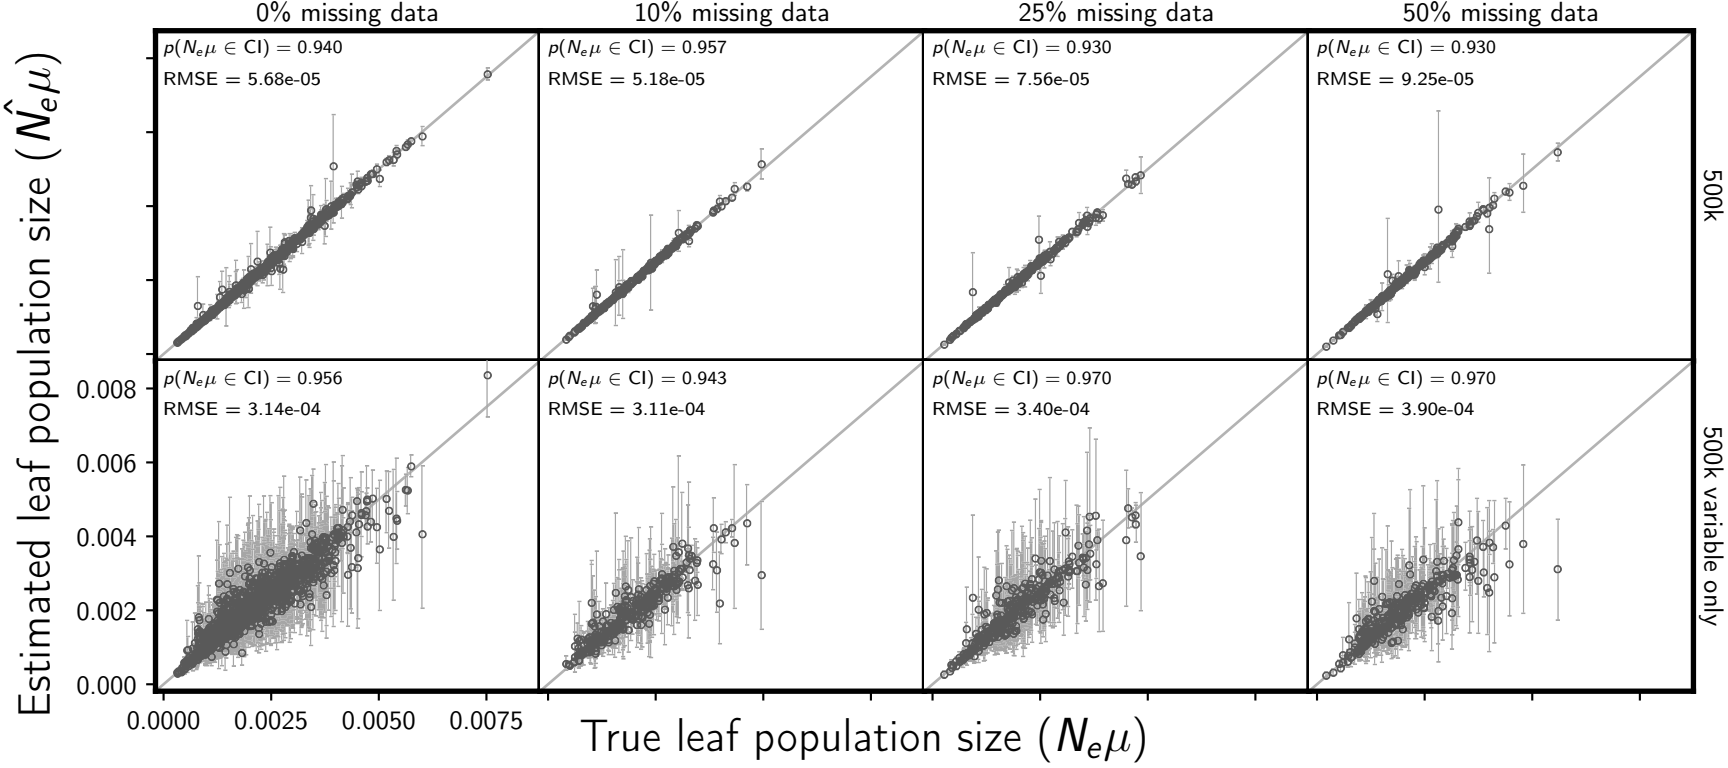 0% missing data
10% missing data
25% missing data
50% missing data
p(Nₑμ ∈ CI) = 0.940
RMSE = 5.68e-05
p(Nₑμ ∈ CI) = 0.957
RMSE = 5.18e-05
p(Nₑμ ∈ CI) = 0.930
RMSE = 7.56e-05
p(Nₑμ ∈ CI) = 0.930
RMSE = 9.25e-05
500k
Estimated leaf population size (N̂ₑμ)
p(Nₑμ ∈ CI) = 0.956
RMSE = 3.14e-04
p(Nₑμ ∈ CI) = 0.943
RMSE = 3.11e-04
p(Nₑμ ∈ CI) = 0.970
RMSE = 3.40e-04
p(Nₑμ ∈ CI) = 0.970
RMSE = 3.90e-04
500k variable only
0.008
0.006
0.004
0.002
0.000
0.0000
0.0025
0.0050
0.0075
True leaf population size (Nₑμ)